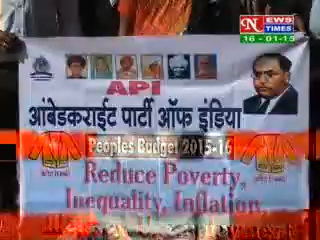 NEWS
TIMES
16-01-15
API
आंबेडकराईट पार्टी ऑफ इंडिया
Peoples Budget 2015-16
Reduce Poverty,
Inequality, Inflation